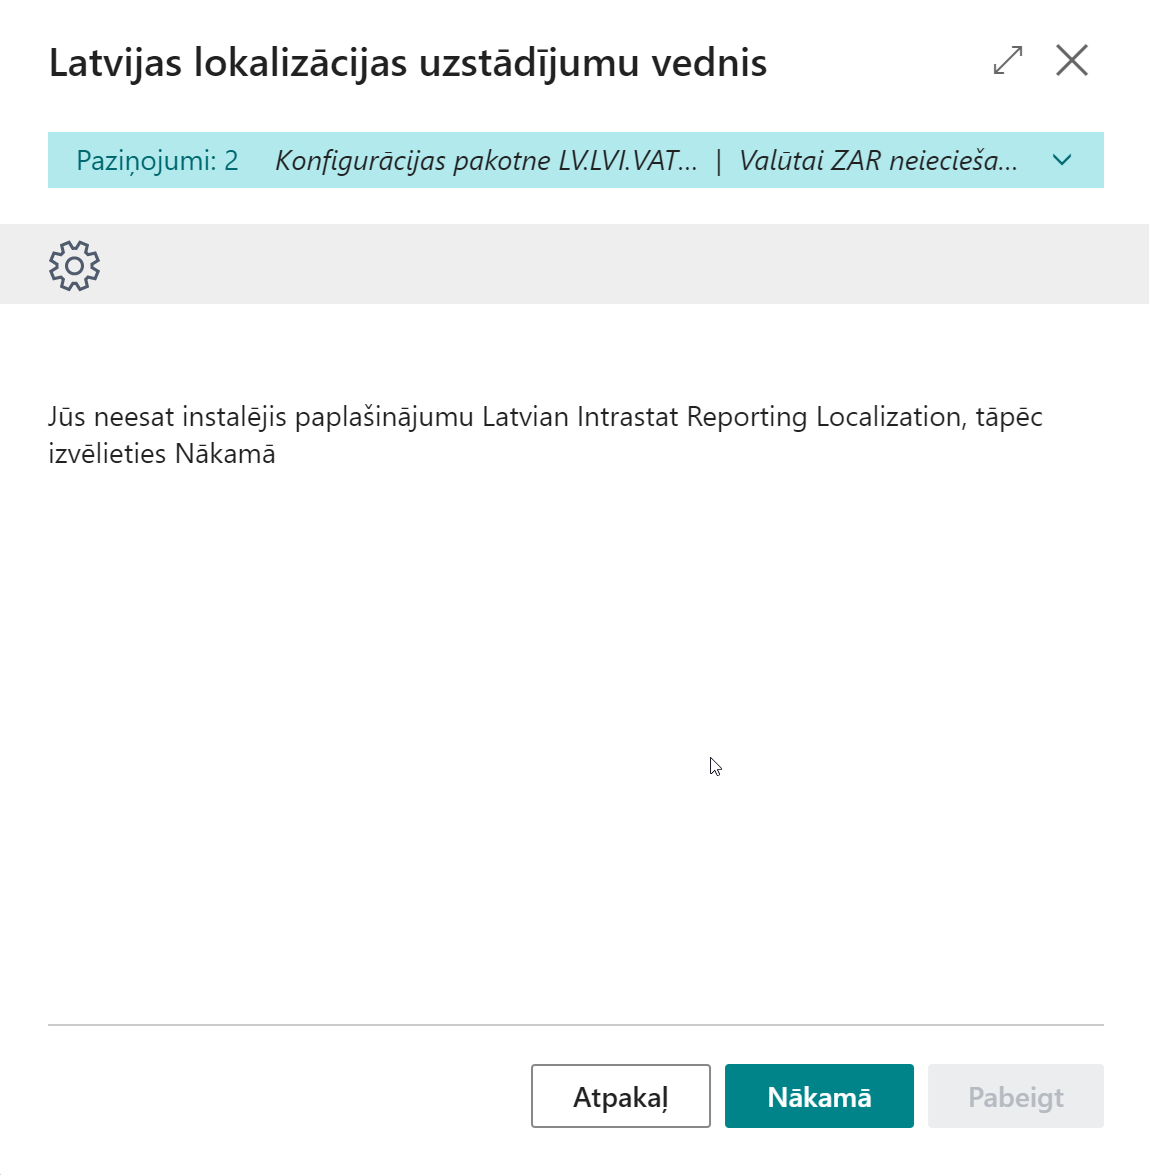 Latvijas lokalizācijas uzstādījumu vednis
Paziņojumi: 2 Konfigurācijas pakotne LV.LVI.VAT... | Valūtai ZAR neiecieša...
Jūs neesat instalējis paplašinājumu Latvian Intrastat Reporting Localization, tāpēc
izvēlieties Nākamā
Atpakaļ Nākamā Pabeigt